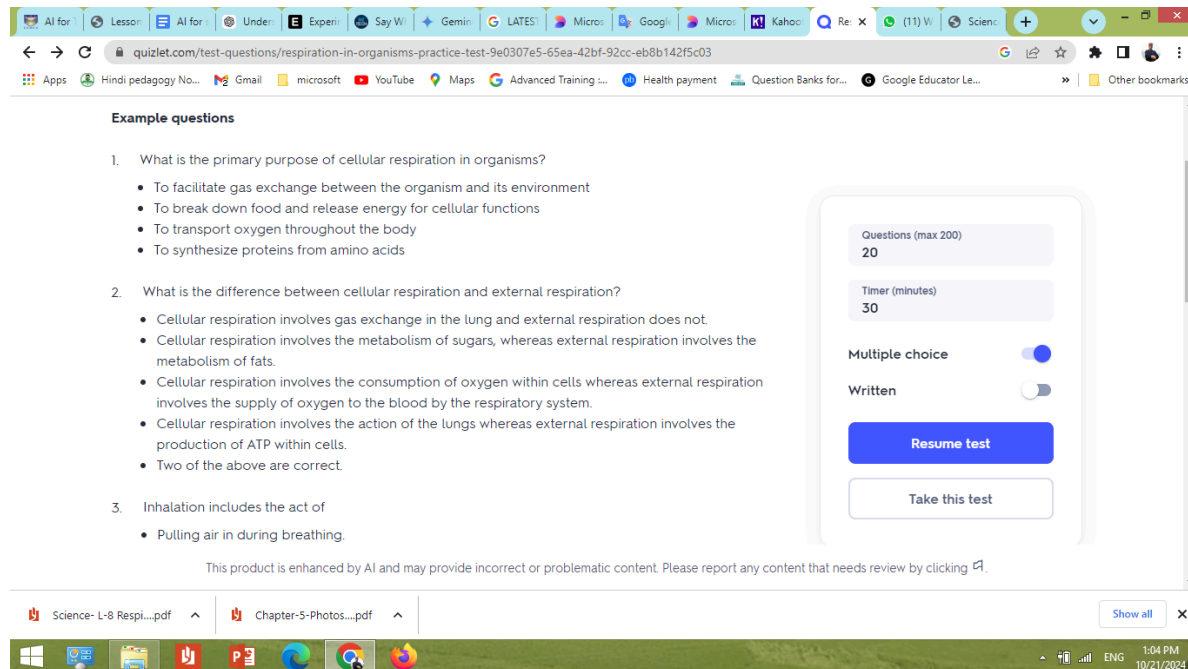 AI for T
Lesson
AI for s
Unders
Experin
Say Wi
Gemin
LATEST
Micros
Google
Micros
Kahoo
Re
(11) W
Scienc
quizlet.com/test-questions/respiration-in-organisms-practice-test-9e0307e5-65ea-42bf-92cc-eb8b142f5c03
Apps Hindi pedagogy No... Gmail microsoft YouTube Maps Advanced Training :... Health payment Question Banks for... Google Educator Le... » Other bookmarks
Example questions
1. What is the primary purpose of cellular respiration in organisms?
• To facilitate gas exchange between the organism and its environment
• To break down food and release energy for cellular functions
• To transport oxygen throughout the body
• To synthesize proteins from amino acids
2. What is the difference between cellular respiration and external respiration?
• Cellular respiration involves gas exchange in the lung and external respiration does not.
• Cellular respiration involves the metabolism of sugars, whereas external respiration involves the
metabolism of fats.
• Cellular respiration involves the consumption of oxygen within cells whereas external respiration
involves the supply of oxygen to the blood by the respiratory system.
• Cellular respiration involves the action of the lungs whereas external respiration involves the
production of ATP within cells.
• Two of the above are correct.
3. Inhalation includes the act of
• Pulling air in during breathing.
Questions (max 200)
20
Timer (minutes)
30
Multiple choice
Written
Resume test
Take this test
This product is enhanced by AI and may provide incorrect or problematic content. Please report any content that needs review by clicking
Science- L-8 Respi....pdf
Chapter-5-Photos....pdf
Show all
ENG
1:04 PM
10/21/2024